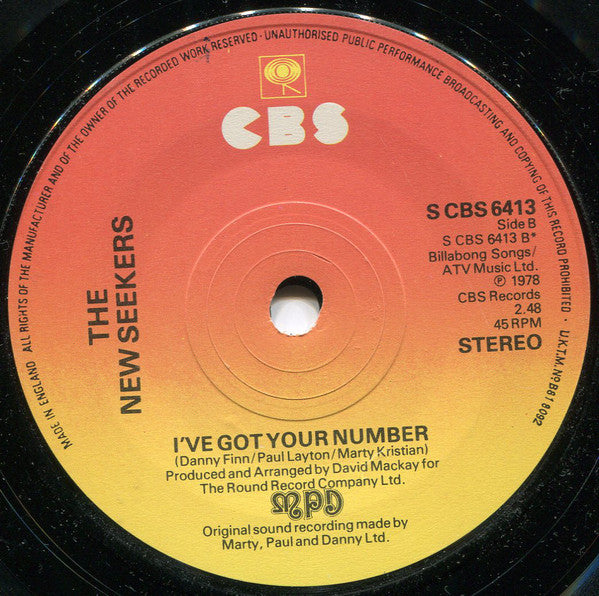 MADE IN ENGLAND ALL RIGHTS OF THE MANUFACTURER AND OF THE OWNER OF THE RECORDED WORK RESERVED · UNAUTHORISED PUBLIC PERFORMANCE BROADCASTING AND COPYING OF THIS RECORD PROHIBITED · U.K.T.M. Nº B818092
CBS
THE
NEW SEEKERS
S CBS 6413
Side B
S CBS 6413 B*
Billabong Songs/
ATV Music Ltd.
℗ 1978
CBS Records
2.48
45 RPM
STEREO
I'VE GOT YOUR NUMBER
(Danny Finn/Paul Layton/Marty Kristian)
Produced and Arranged by David Mackay for
The Round Record Company Ltd.
MPD
Original sound recording made by
Marty, Paul and Danny Ltd.